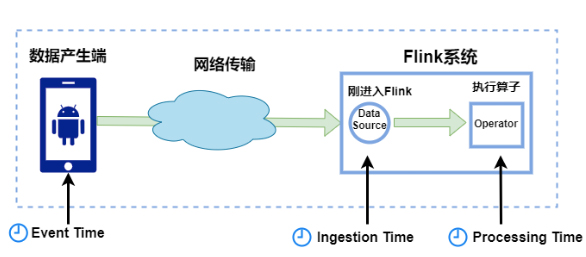 数据产生端
网络传输
Flink系统
刚进入Flink
执行算子
Data
Source
Operator
Event Time
Ingestion Time
Processing Time